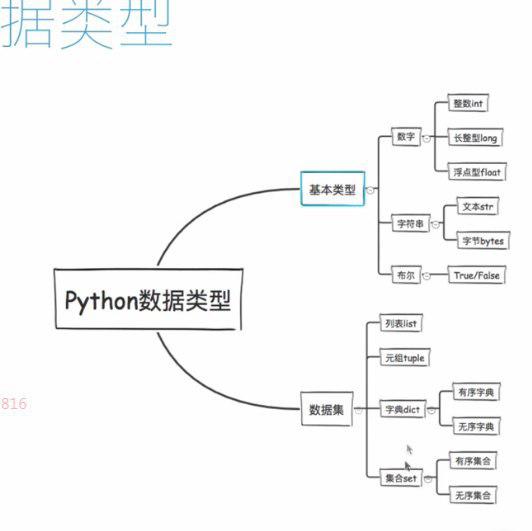 据类型
整数int
数字
长整型long
浮点型float
基本类型
文本str
字符串
字节bytes
布尔
True/False
Python数据类型
列表list
元组tuple
有序字典
816
数据集
字典dict
无序字典
有序集合
集合set
无序集合